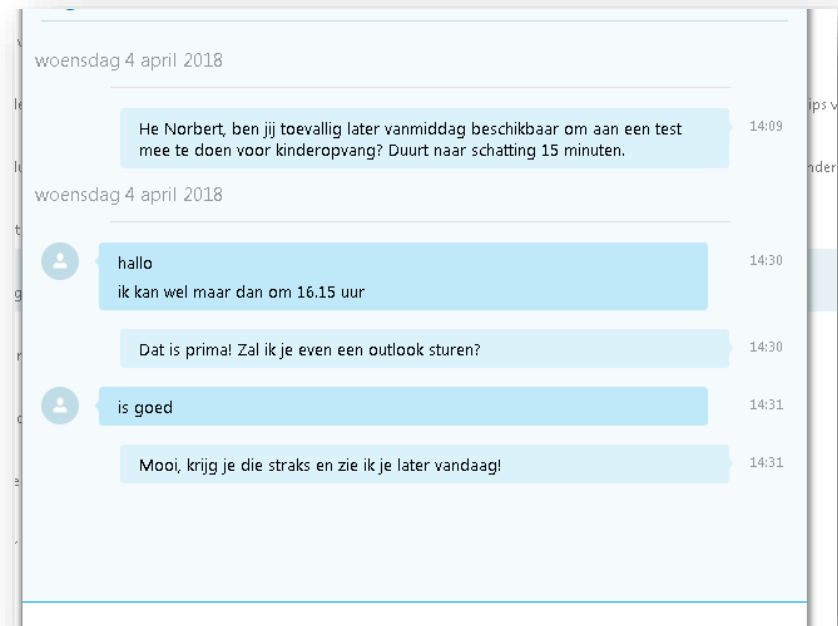 woensdag 4 april 2018
He Norbert, ben jij toevallig later vanmiddag beschikbaar om aan een test
14:09
mee te doen voor kinderopvang? Duurt naar schatting 15 minuten.
woensdag 4 april 2018
hallo
14:30
ik kan wel maar dan om 16.15 uur
Dat is prima! Zal ik je even een outlook sturen?
14:30
is goed
14:31
Mooi, krijg je die straks en zie ik je later vandaag!
14:31